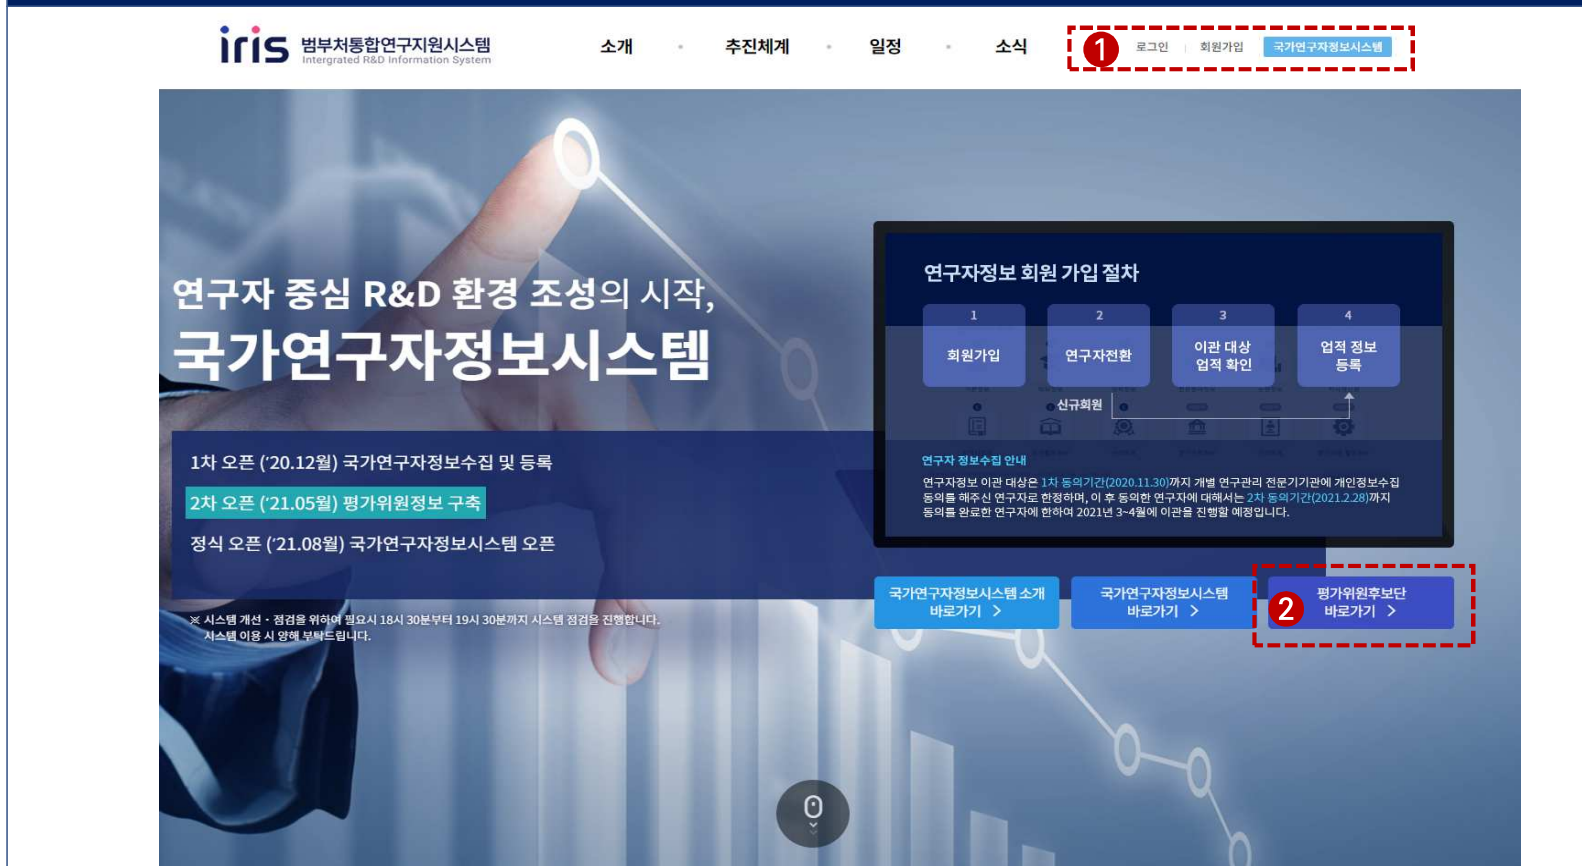 iris 범부처통합연구지원시스템
Intergrated R&D Information System
소개 · 추진체계 · 일정 · 소식
1 로그인 | 회원가입 국가연구자정보시스템
연구자 중심 R&D 환경 조성의 시작,
국가연구자정보시스템
1차 오픈 ('20.12월) 국가연구자정보수집 및 등록
2차 오픈 ('21.05월) 평가위원정보 구축
정식 오픈 ('21.08월) 국가연구자정보시스템 오픈
※ 시스템 개선・점검을 위하여 필요시 18시 30분부터 19시 30분까지 시스템 점검을 진행합니다.
시스템 이용 시 양해 부탁드립니다.
연구자정보 회원 가입 절차
1
회원가입
2
연구자전환
3
이관 대상
업적 확인
4
업적 정보
등록
신규회원
연구자 정보수집 안내
연구자정보 이관 대상은 1차 동의기간(2020.11.30)까지 개별 연구관리 전문기기관에 개인정보수집
동의를 해주신 연구자로 한정하며, 이 후 동의한 연구자에 대해서는 2차 동의기간(2021.2.28)까지
동의를 완료한 연구자에 한하여 2021년 3~4월에 이관을 진행할 예정입니다.
국가연구자정보시스템 소개
바로가기 >
국가연구자정보시스템
바로가기 >
2
평가위원후보단
바로가기 >